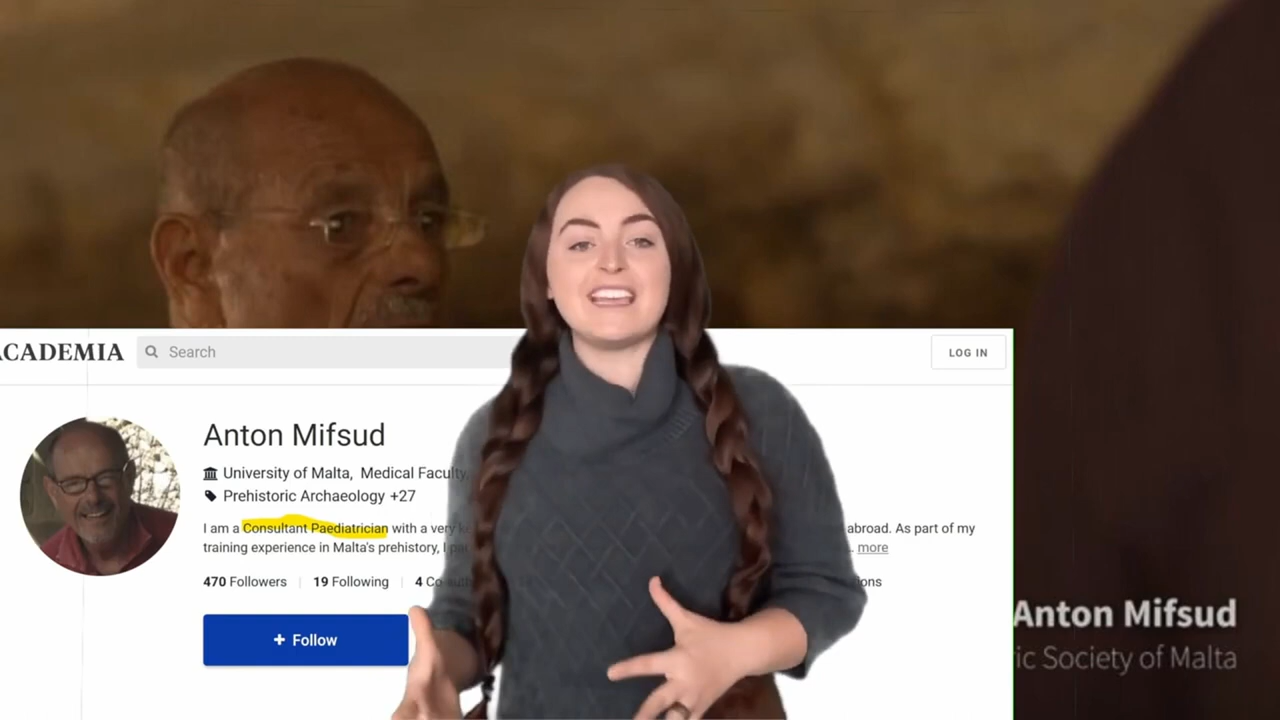 ACADEMIA
Search
LOG IN
Anton Mifsud
University of Malta, Medical Faculty
Prehistoric Archaeology +27
I am a Consultant Paediatrician with a very abroad. As part of my
training experience in Malta's prehistory, I more
470 Followers | 19 Following | 4
+ Follow
Anton Mifsud
Society of Malta